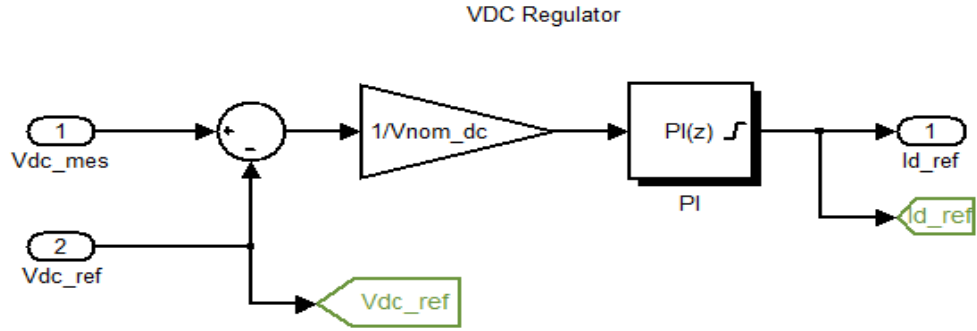 VDC Regulator
1
Vdc_mes
+
-
1/Vnom_dc
PI(z)
PI
1
Id_ref
Id_ref
2
Vdc_ref
Vdc_ref